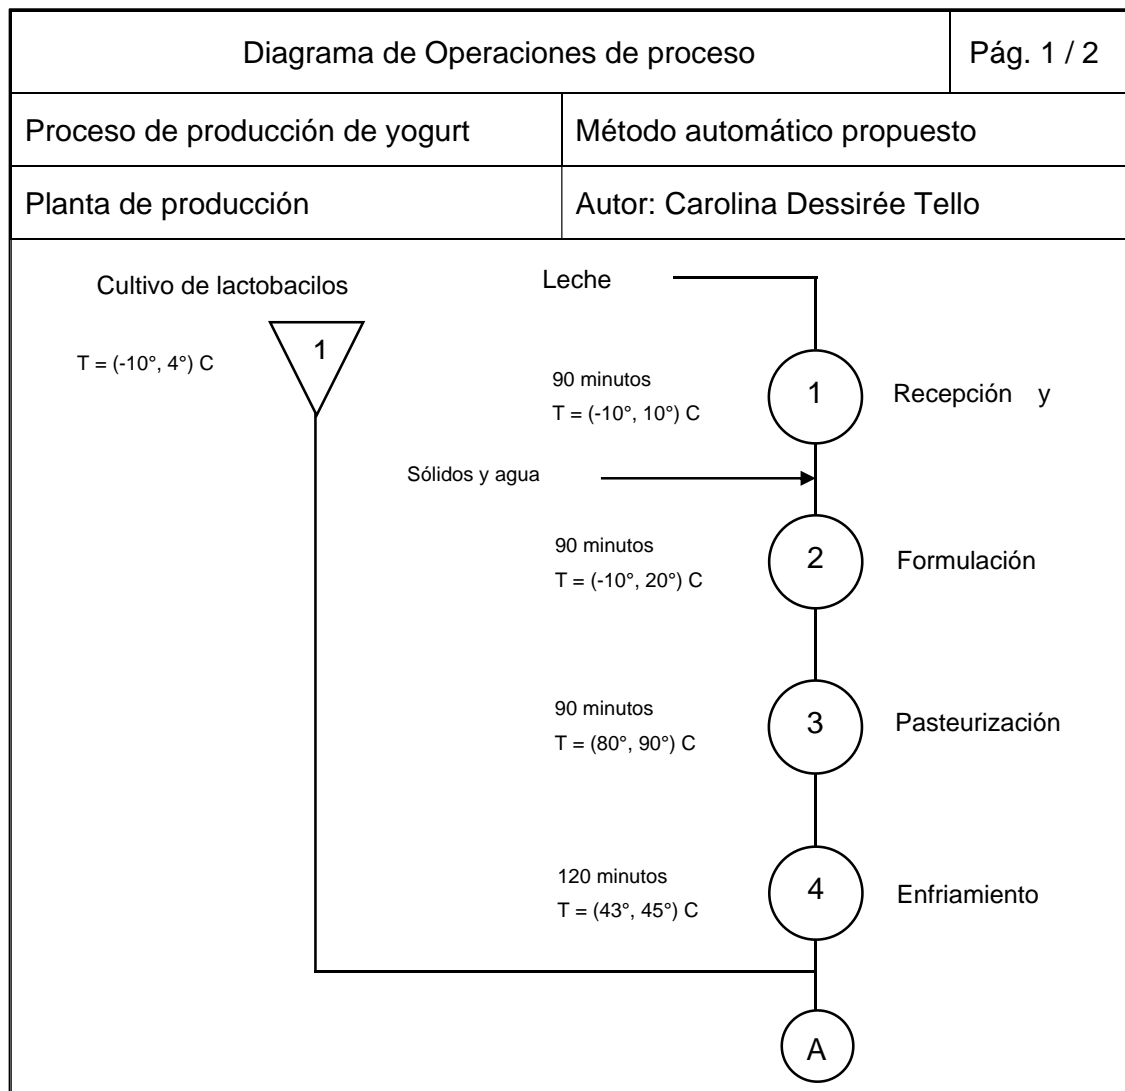 Diagrama de Operaciones de proceso
Pág. 1 / 2
Proceso de producción de yogurt
Método automático propuesto
Planta de producción
Autor: Carolina Dessirée Tello
Cultivo de lactobacilos
Leche
1
T = (-10°, 4°) C
90 minutos
T = (-10°, 10°) C
1
Recepción y
Sólidos y agua
90 minutos
T = (-10°, 20°) C
2
Formulación
90 minutos
T = (80°, 90°) C
3
Pasteurización
120 minutos
T = (43°, 45°) C
4
Enfriamiento
A